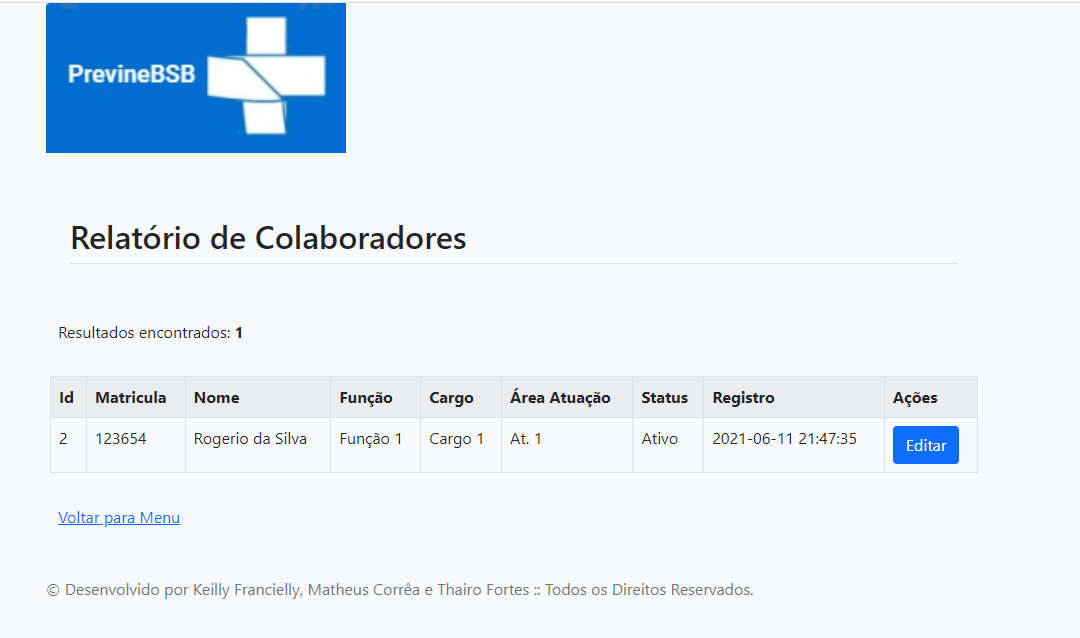 PrevineBSB
Relatório de Colaboradores
Resultados encontrados: 1
Id Matricula Nome Função Cargo Área Atuação Status Registro Ações
2 123654 Rogerio da Silva Função 1 Cargo 1 At. 1 Ativo 2021-06-11 21:47:35 Editar
Voltar para Menu
© Desenvolvido por Keilly Francielly, Matheus Corrêa e Thairo Fortes :: Todos os Direitos Reservados.